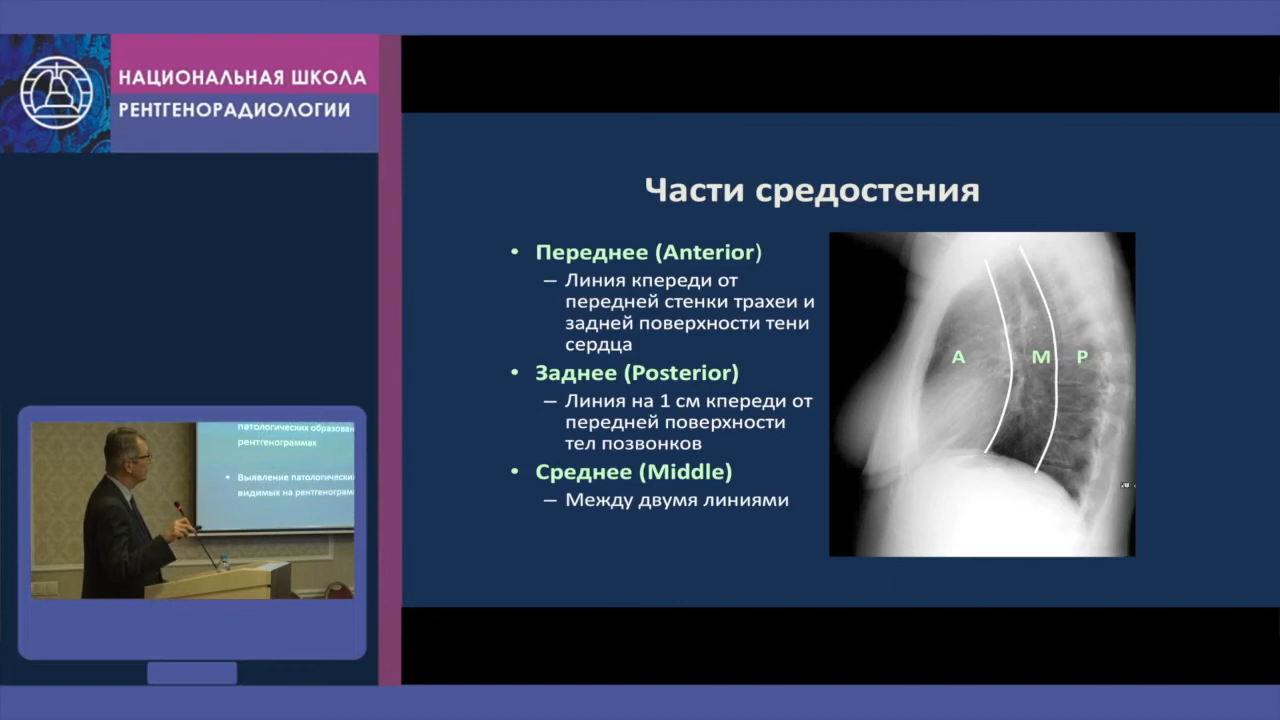 НАЦИОНАЛЬНАЯ ШКОЛА
РЕНТГЕНОРАДИОЛОГИИ
Части средостения
• Переднее (Anterior)
– Линия кпереди от
передней стенки трахеи и
задней поверхности тени
сердца
• Заднее (Posterior)
– Линия на 1 см кпереди от
передней поверхности
тел позвонков
• Среднее (Middle)
– Между двумя линиями
A M P
патологических образован
рентгенограммах
• Выявление патологически
видимых на рентгенограм